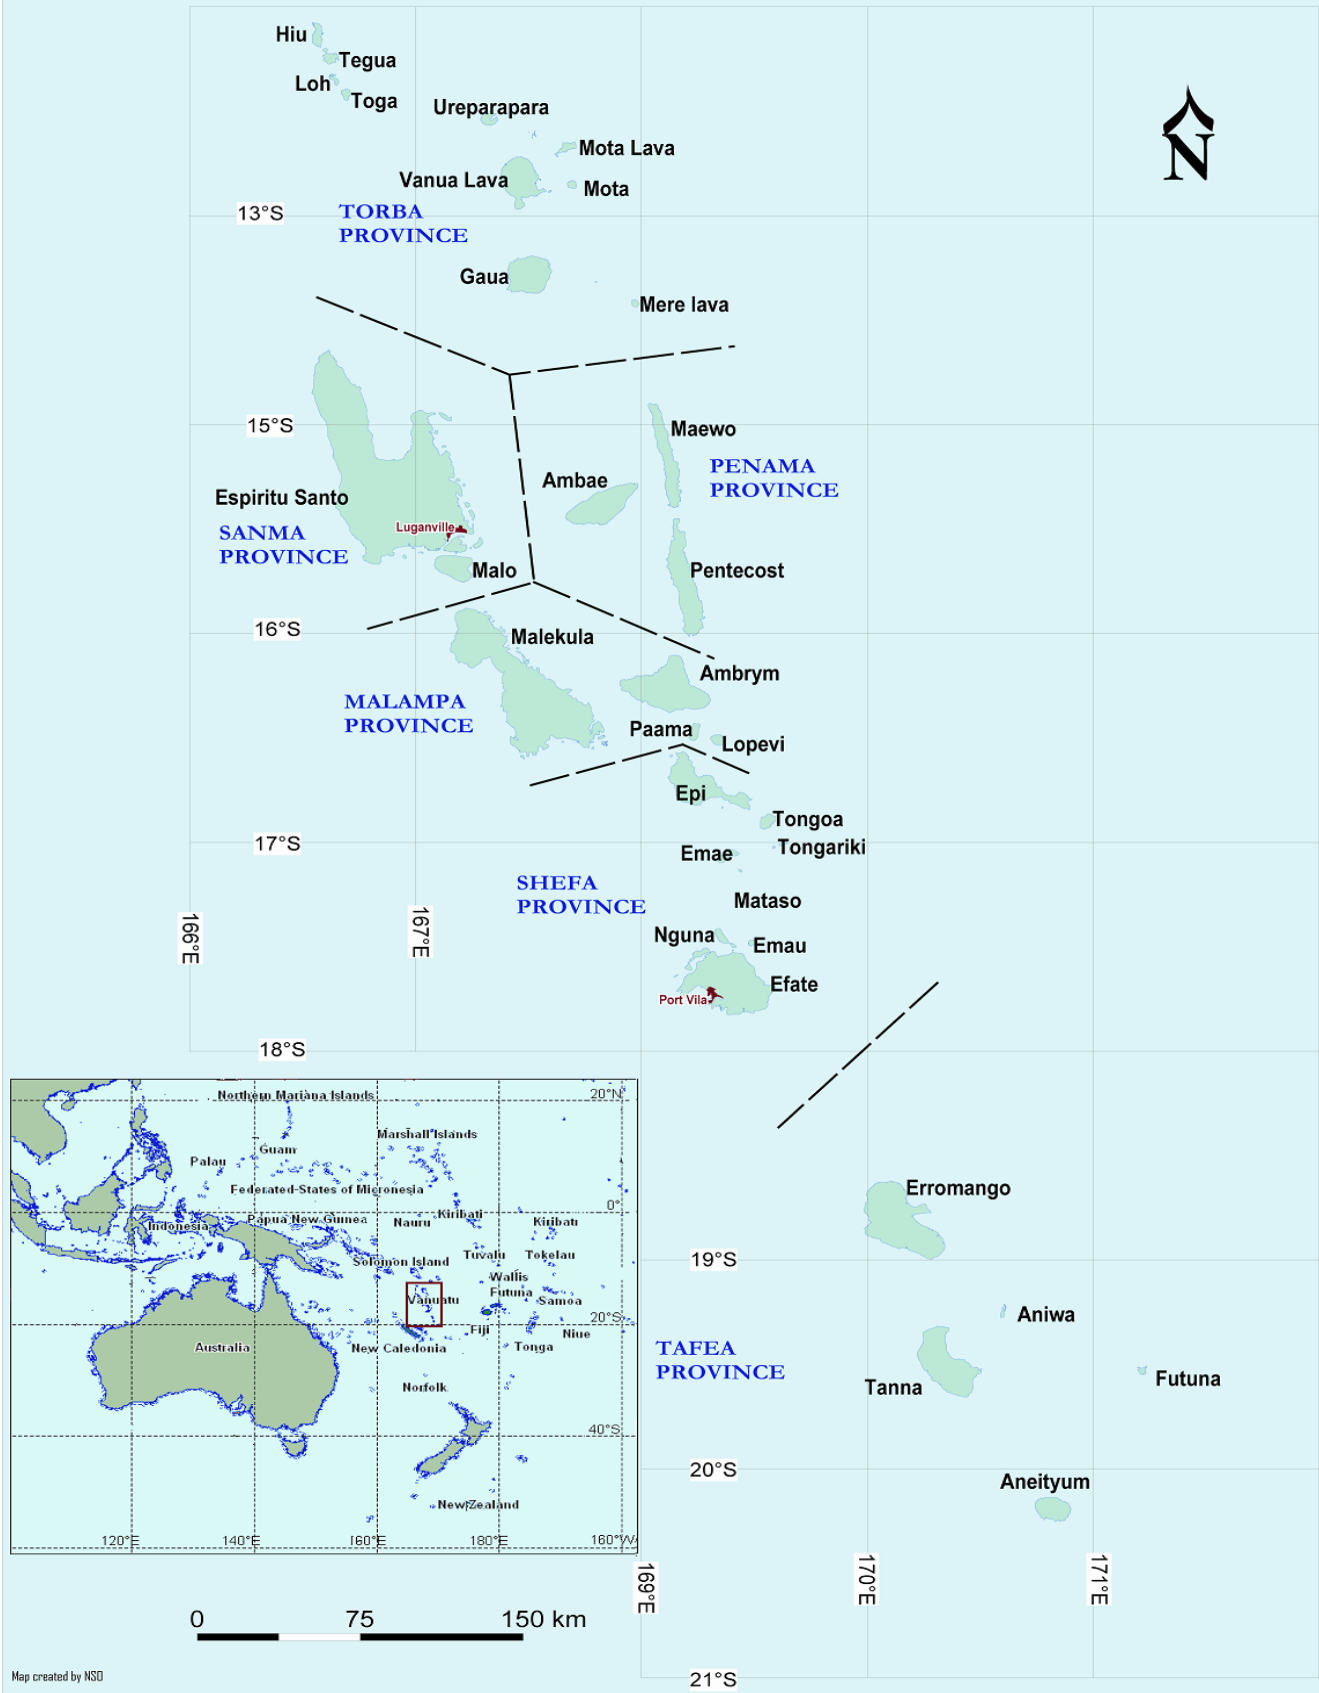 Hiu
Tegua
Loh
Toga
Ureparapara
Mota Lava
Vanua Lava
Mota
N
13°S
TORBA
PROVINCE
Gaua
Mere lava
15°S
Maewo
PENAMA
PROVINCE
Ambae
Espiritu Santo
Luganville
SANMA
PROVINCE
Malo
Pentecost
16°S
Malekula
Ambrym
MALAMPA
PROVINCE
Paama
Lopevi
Epi
Tongoa
17°S
Emae
Tongariki
SHEFA
PROVINCE
Mataso
166°E
167°E
Nguna
Emau
Efate
Port Vila
18°S
Northern Mariana Islands
20°N
Marshall Islands
Guam
Palau
Federated States of Micronesia
0°
Indonesia
Papua New Guinea
Nauru
Kiribati
Kiribati
Solomon Island
Tuvalu
Tokelau
Wallis
Futuna
Vanuatu
Samoa
20°S
Fiji
Niue
Australia
New Caledonia
Tonga
Norfolk
40°S
New Zealand
120°E
140°E
160°E
180°E
160°W
Erromango
19°S
Aniwa
TAFEA
PROVINCE
Tanna
Futuna
20°S
Aneityum
169°E
170°E
171°E
0 75 150 km
Map created by NSO
21°S